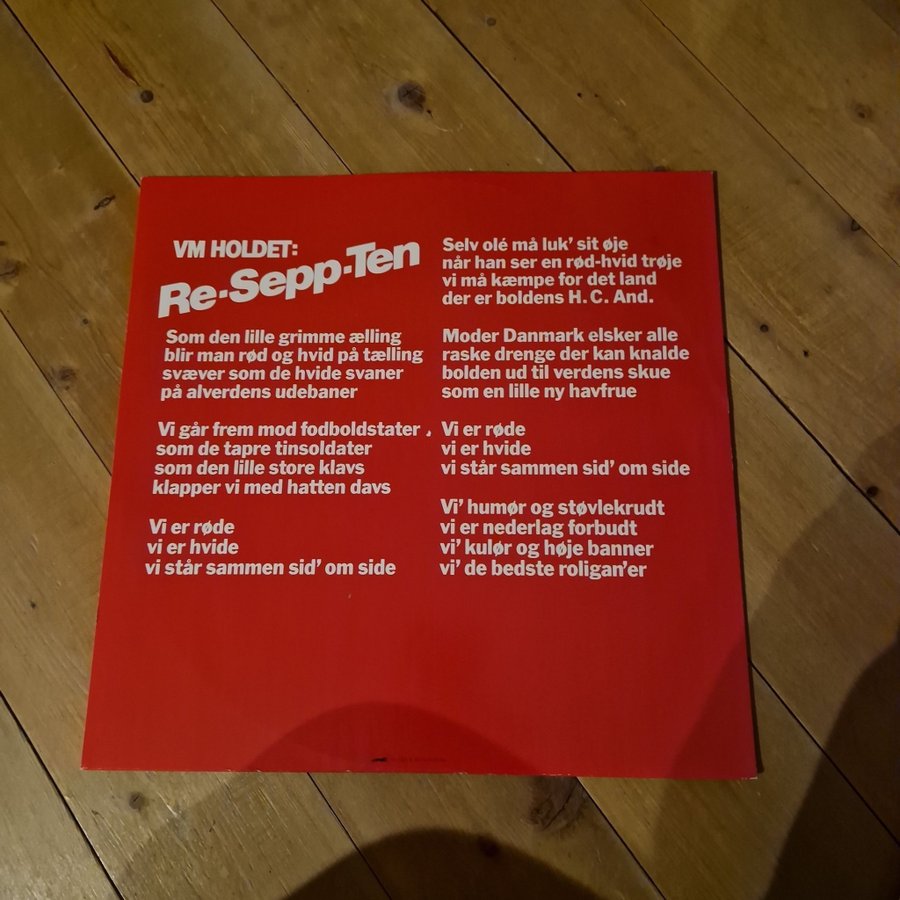 VM HOLDET:
Re-Sepp-Ten
Som den lille grimme ælling
blir man rød og hvid på tælling
svæver som de hvide svaner
på alverdens udebaner
Vi går frem mod fodboldstater
som de tapre tinsoldater
som den lille store klavs
klapper vi med hatten davs
Vi er røde
vi er hvide
vi står sammen sid' om side
Selv olé må luk' sit øje
når han ser en rød-hvid trøje
vi må kæmpe for det land
der er boldens H. C. And.
Moder Danmark elsker alle
raske drenge der kan knalde
bolden ud til verdens skue
som en lille ny havfrue
Vi er røde
vi er hvide
vi står sammen sid' om side
Vi' humør og støvlekrudt
vi er nederlag forbudt
vi' kulør og høje banner
vi' de bedste roligan'er